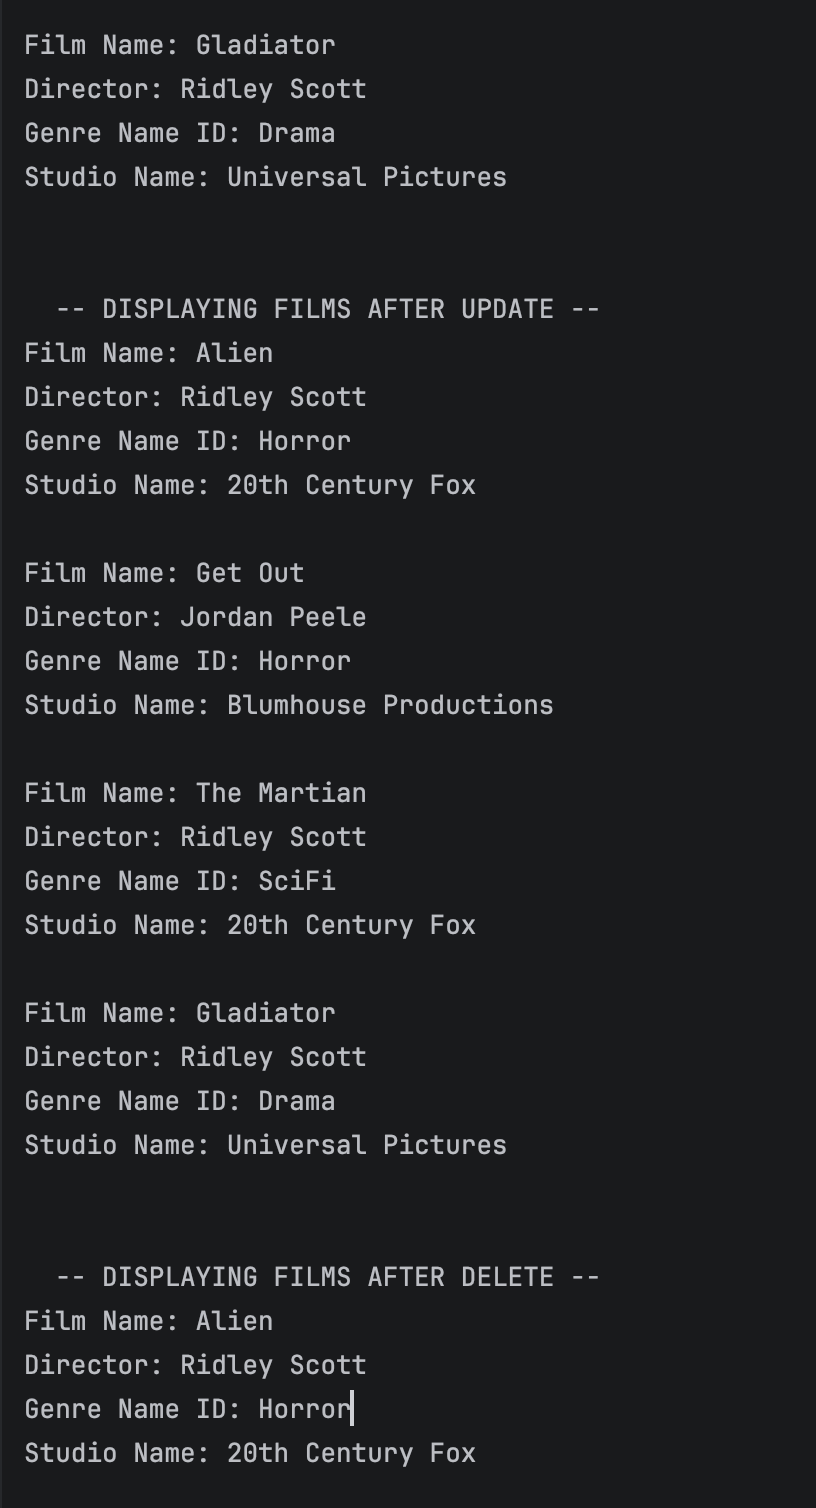 Film Name: Gladiator
Director: Ridley Scott
Genre Name ID: Drama
Studio Name: Universal Pictures
-- DISPLAYING FILMS AFTER UPDATE --
Film Name: Alien
Director: Ridley Scott
Genre Name ID: Horror
Studio Name: 20th Century Fox
Film Name: Get Out
Director: Jordan Peele
Genre Name ID: Horror
Studio Name: Blumhouse Productions
Film Name: The Martian
Director: Ridley Scott
Genre Name ID: SciFi
Studio Name: 20th Century Fox
Film Name: Gladiator
Director: Ridley Scott
Genre Name ID: Drama
Studio Name: Universal Pictures
-- DISPLAYING FILMS AFTER DELETE --
Film Name: Alien
Director: Ridley Scott
Genre Name ID: Horror
Studio Name: 20th Century Fox